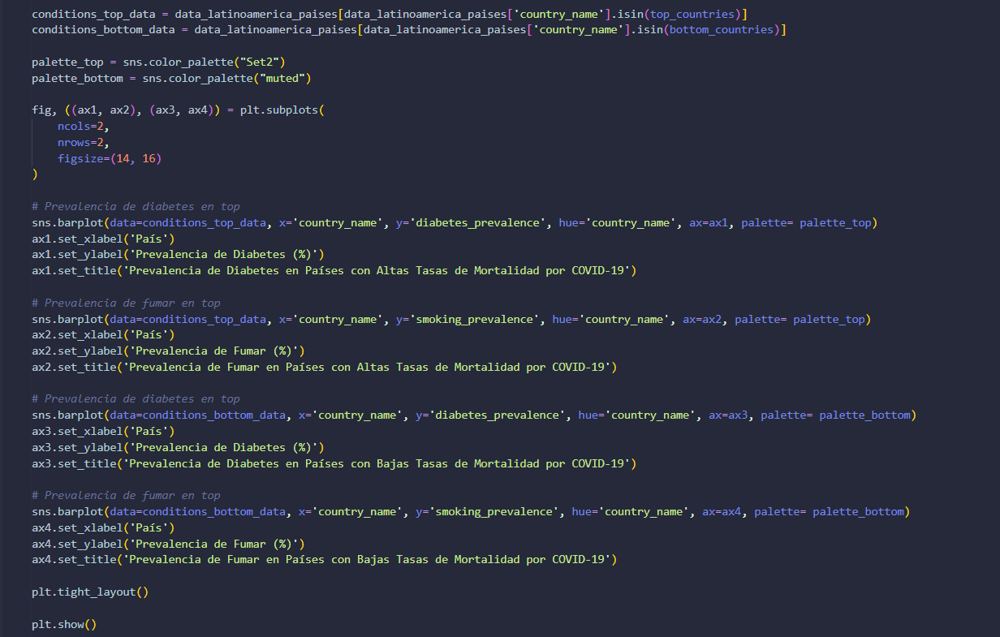 conditions_top_data = data_latinoamerica_paises[data_latinoamerica_paises['country_name'].isin(top_countries)]
conditions_bottom_data = data_latinoamerica_paises[data_latinoamerica_paises['country_name'].isin(bottom_countries)]

palette_top = sns.color_palette("Set2")
palette_bottom = sns.color_palette("muted")

fig, ((ax1, ax2), (ax3, ax4)) = plt.subplots(
    ncols=2,
    nrows=2,
    figsize=(14, 16)
)

# Prevalencia de diabetes en top
sns.barplot(data=conditions_top_data, x='country_name', y='diabetes_prevalence', hue='country_name', ax=ax1, palette= palette_top)
ax1.set_xlabel('País')
ax1.set_ylabel('Prevalencia de Diabetes (%)')
ax1.set_title('Prevalencia de Diabetes en Países con Altas Tasas de Mortalidad por COVID-19')

# Prevalencia de fumar en top
sns.barplot(data=conditions_top_data, x='country_name', y='smoking_prevalence', hue='country_name', ax=ax2, palette= palette_top)
ax2.set_xlabel('País')
ax2.set_ylabel('Prevalencia de Fumar (%)')
ax2.set_title('Prevalencia de Fumar en Países con Altas Tasas de Mortalidad por COVID-19')

# Prevalencia de diabetes en top
sns.barplot(data=conditions_bottom_data, x='country_name', y='diabetes_prevalence', hue='country_name', ax=ax3, palette= palette_bottom)
ax3.set_xlabel('País')
ax3.set_ylabel('Prevalencia de Diabetes (%)')
ax3.set_title('Prevalencia de Diabetes en Países con Bajas Tasas de Mortalidad por COVID-19')

# Prevalencia de fumar en top
sns.barplot(data=conditions_bottom_data, x='country_name', y='smoking_prevalence', hue='country_name', ax=ax4, palette= palette_bottom)
ax4.set_xlabel('País')
ax4.set_ylabel('Prevalencia de Fumar (%)')
ax4.set_title('Prevalencia de Fumar en Países con Bajas Tasas de Mortalidad por COVID-19')

plt.tight_layout()

plt.show()